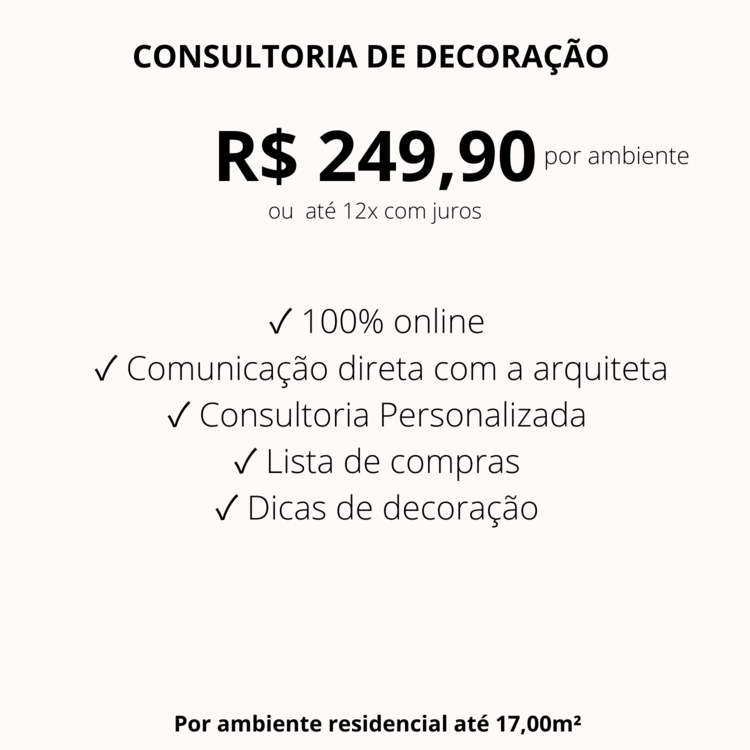 CONSULTORIA DE DECORAÇÃO
R$ 249,90 por ambiente
ou até 12x com juros
✓ 100% online
✓ Comunicação direta com a arquiteta
✓ Consultoria Personalizada
✓ Lista de compras
✓ Dicas de decoração
Por ambiente residencial até 17,00m²